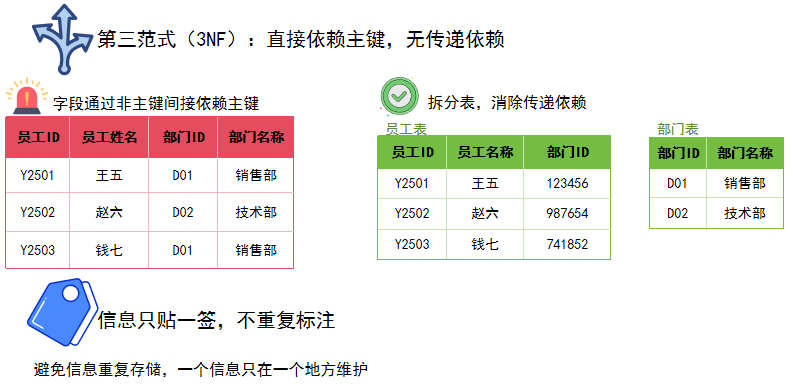 第三范式（3NF）：直接依赖主键，无传递依赖
字段通过非主键间接依赖主键
员工ID 员工姓名 部门ID 部门名称
Y2501 王五 D01 销售部
Y2502 赵六 D02 技术部
Y2503 钱七 D01 销售部
拆分表，消除传递依赖
员工表
员工ID 员工名称 部门ID
Y2501 王五 123456
Y2502 赵六 987654
Y2503 钱七 741852
部门表
部门ID 部门名称
D01 销售部
D02 技术部
信息只贴一签，不重复标注
避免信息重复存储，一个信息只在一个地方维护